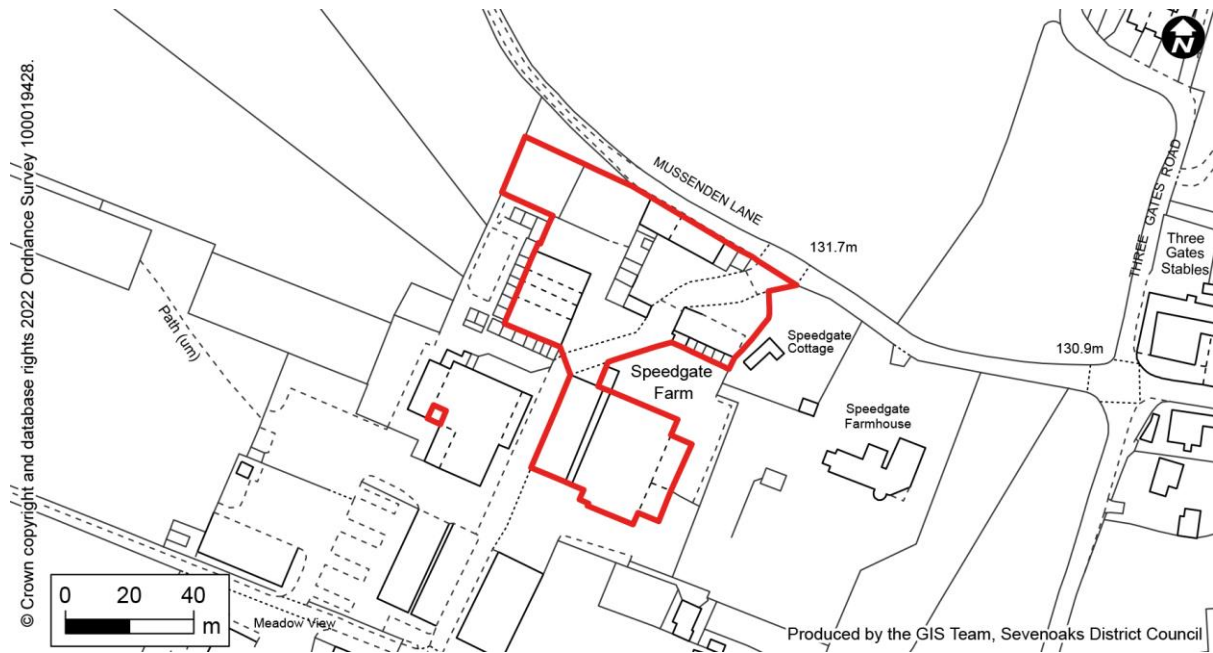 © Crown copyright and database rights 2022 Ordnance Survey 100019428.
N
MUSSENDEN LANE
131.7m
THREE GATES ROAD
Three
Gates
Stables
Path (um)
Speedgate
Cottage
130.9m
Speedgate
Farm
Speedgate
Farmhouse
0 20 40
m
Meadow View
Produced by the GIS Team, Sevenoaks District Council